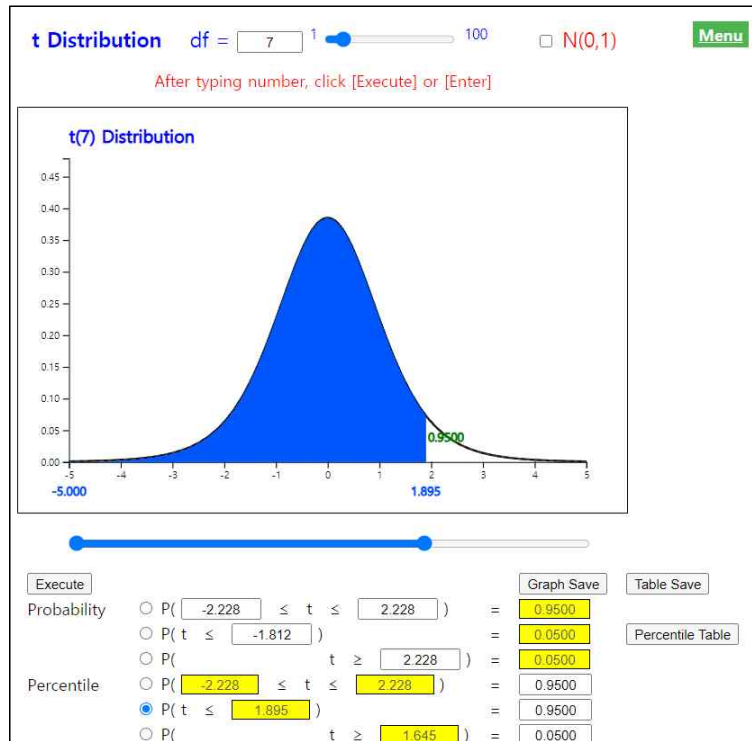 t Distribution df = 7 1 100 N(0,1) Menu
After typing number, click [Execute] or [Enter]
t(7) Distribution
0.45
0.40
0.35
0.30
0.25
0.20
0.15
0.10
0.05
0.9500
0.00
-5 -4 -3 -2 -1 0 1 2 3 4 5
-5.000 1.895
Execute Graph Save Table Save
Probability P( -2.228 ≤ t ≤ 2.228 ) = 0.9500
P( t ≤ -1.812 ) = 0.0500 Percentile Table
P( t ≥ 2.228 ) = 0.0500
Percentile P( -2.228 ≤ t ≤ 2.228 ) = 0.9500
P( t ≤ 1.895 ) = 0.9500
P( t ≥ 1.645 ) = 0.0500